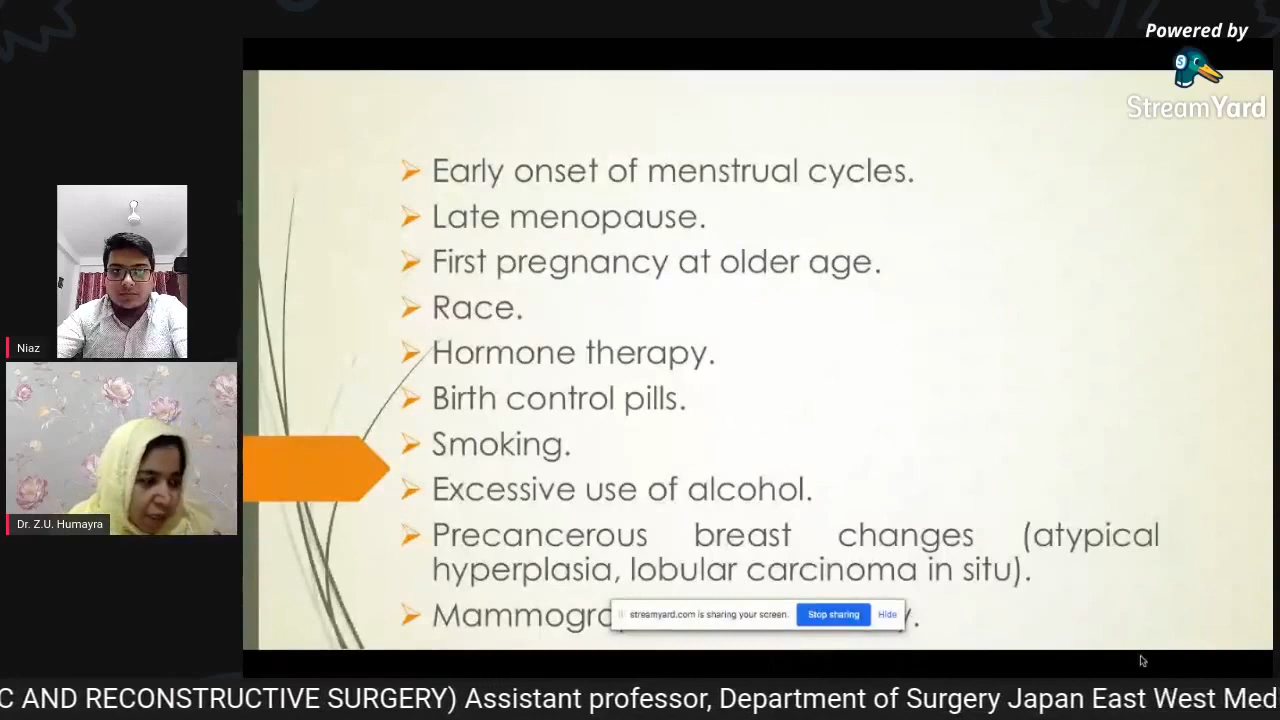 Powered by
StreamYard
Early onset of menstrual cycles.
Late menopause.
First pregnancy at older age.
Race.
Hormone therapy.
Birth control pills.
Smoking.
Excessive use of alcohol.
Precancerous breast changes (atypical
hyperplasia, lobular carcinoma in situ).
streamyard.com is sharing your screen. Stop sharing Hide
Niaz
Dr. Z.U. Humayra
C AND RECONSTRUCTIVE SURGERY) Assistant professor, Department of Surgery Japan East West Med